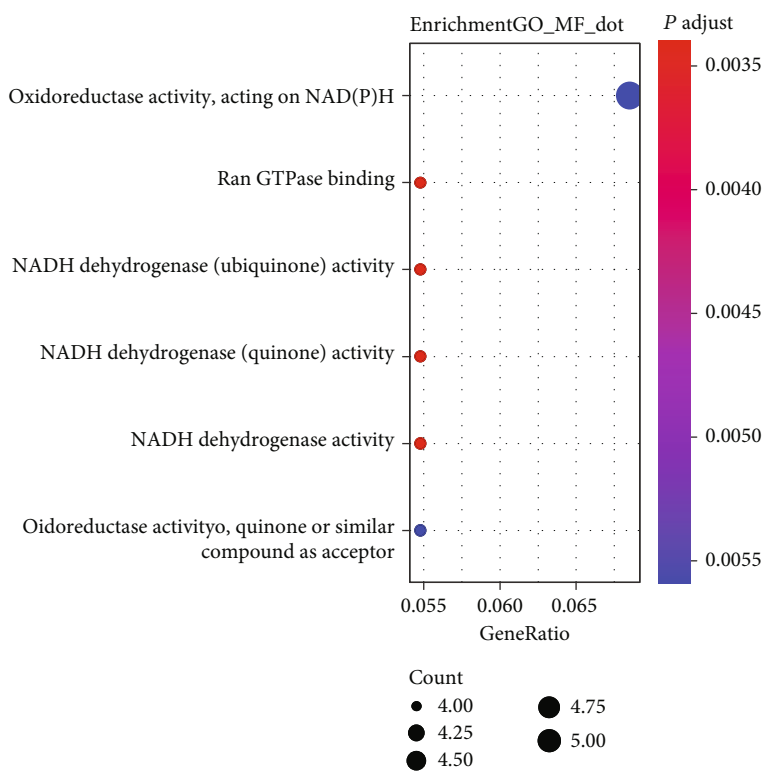 EnrichmentGO_MF_dot
P adjust
Oxidoreductase activity, acting on NAD(P)H
Ran GTPase binding
NADH dehydrogenase (ubiquinone) activity
NADH dehydrogenase (quinone) activity
NADH dehydrogenase activity
Oidoreductase activityo, quinone or similar
compound as acceptor
0.0035
0.0040
0.0045
0.0050
0.0055
0.055 0.060 0.065
GeneRatio
Count
4.00
4.25
4.50
4.75
5.00